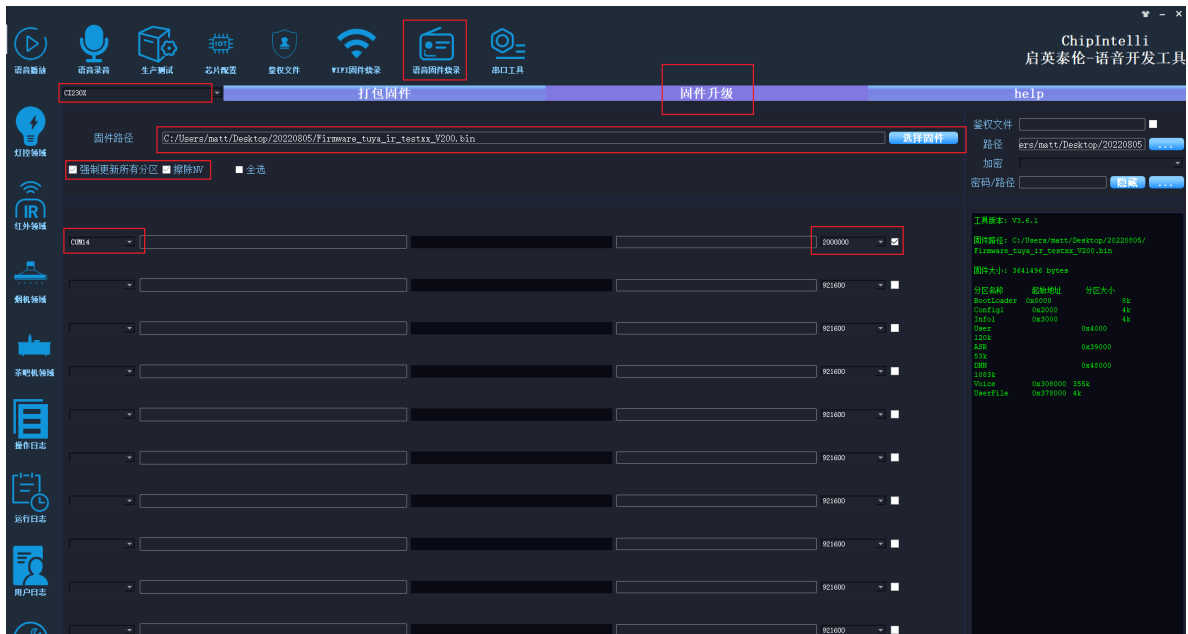 ChipIntelli
启英泰伦-语音开发工具
语音播放
语音录音
生产测试
芯片配置
鉴权文件
WIFI固件烧录
语音固件烧录
串口工具
CI230X
打包固件
固件升级
help
固件路径
C:/Users/matt/Desktop/20220805/Firmware_tuya_ir_testxx_V200.bin
选择固件
强制更新所有分区
擦除NV
全选
鉴权文件
路径
ers/matt/Desktop/20220805
...
加密
密码/路径
隐藏
...
灯控领域
IR
红外领域
烟机领域
茶吧机领域
操作日志
运行日志
用户日志
COM14
2000000
921600
921600
921600
921600
921600
921600
921600
921600
921600
工具版本: V3.6.1
固件路径: C:/Users/matt/Desktop/20220805/
Firmware_tuya_ir_testxx_V200.bin
固件大小: 3641496 bytes
分区名称 起始地址 分区大小
BootLoader 0x0000 8k
Config1 0x2000 4k
Info1 0x3000 4k
User 0x4000
120k
ASR 0x39000
53k
DNN 0x48000
1083k
Voice 0x308000 355k
UserFile 0x378000 4k